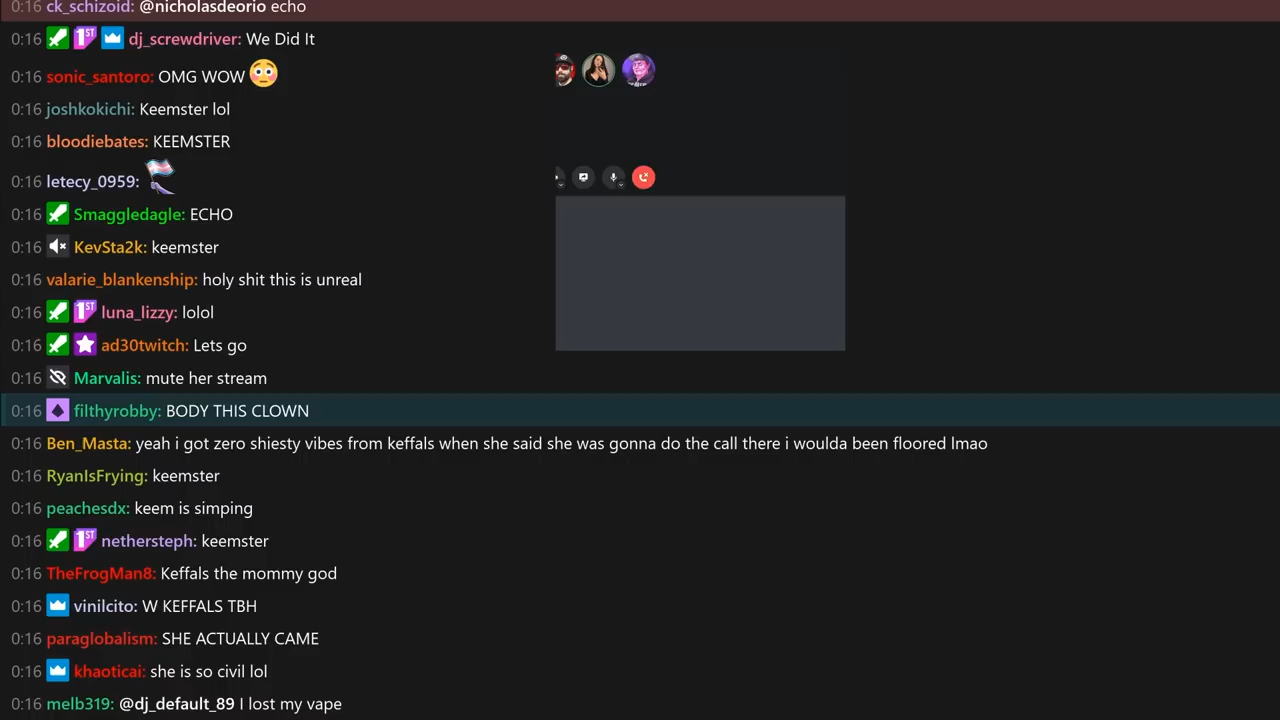 0:16 ck_schizoid: @nicholasdeorio echo
0:16 1ST dj_screwdriver: We Did It
0:16 sonic_santoro: OMG WOW
0:16 joshkokichi: Keemster lol
0:16 bloodiebates: KEEMSTER
0:16 letecy_0959:
0:16 Smaggledagle: ECHO
0:16 KevSta2k: keemster
0:16 valarie_blankenship: holy shit this is unreal
0:16 1ST luna_lizzy: lolol
0:16 ad30twitch: Lets go
0:16 Marvalis: mute her stream
0:16 filthyrobby: BODY THIS CLOWN
0:16 Ben_Masta: yeah i got zero shiesty vibes from keffals when she said she was gonna do the call there i woulda been floored lmao
0:16 RyanIsFrying: keemster
0:16 peachesdx: keem is simping
0:16 1ST nethersteph: keemster
0:16 TheFrogMan8: Keffals the mommy god
0:16 vinilcito: W KEFFALS TBH
0:16 paraglobalism: SHE ACTUALLY CAME
0:16 khaoticai: she is so civil lol
0:16 melb319: @dj_default_89 I lost my vape